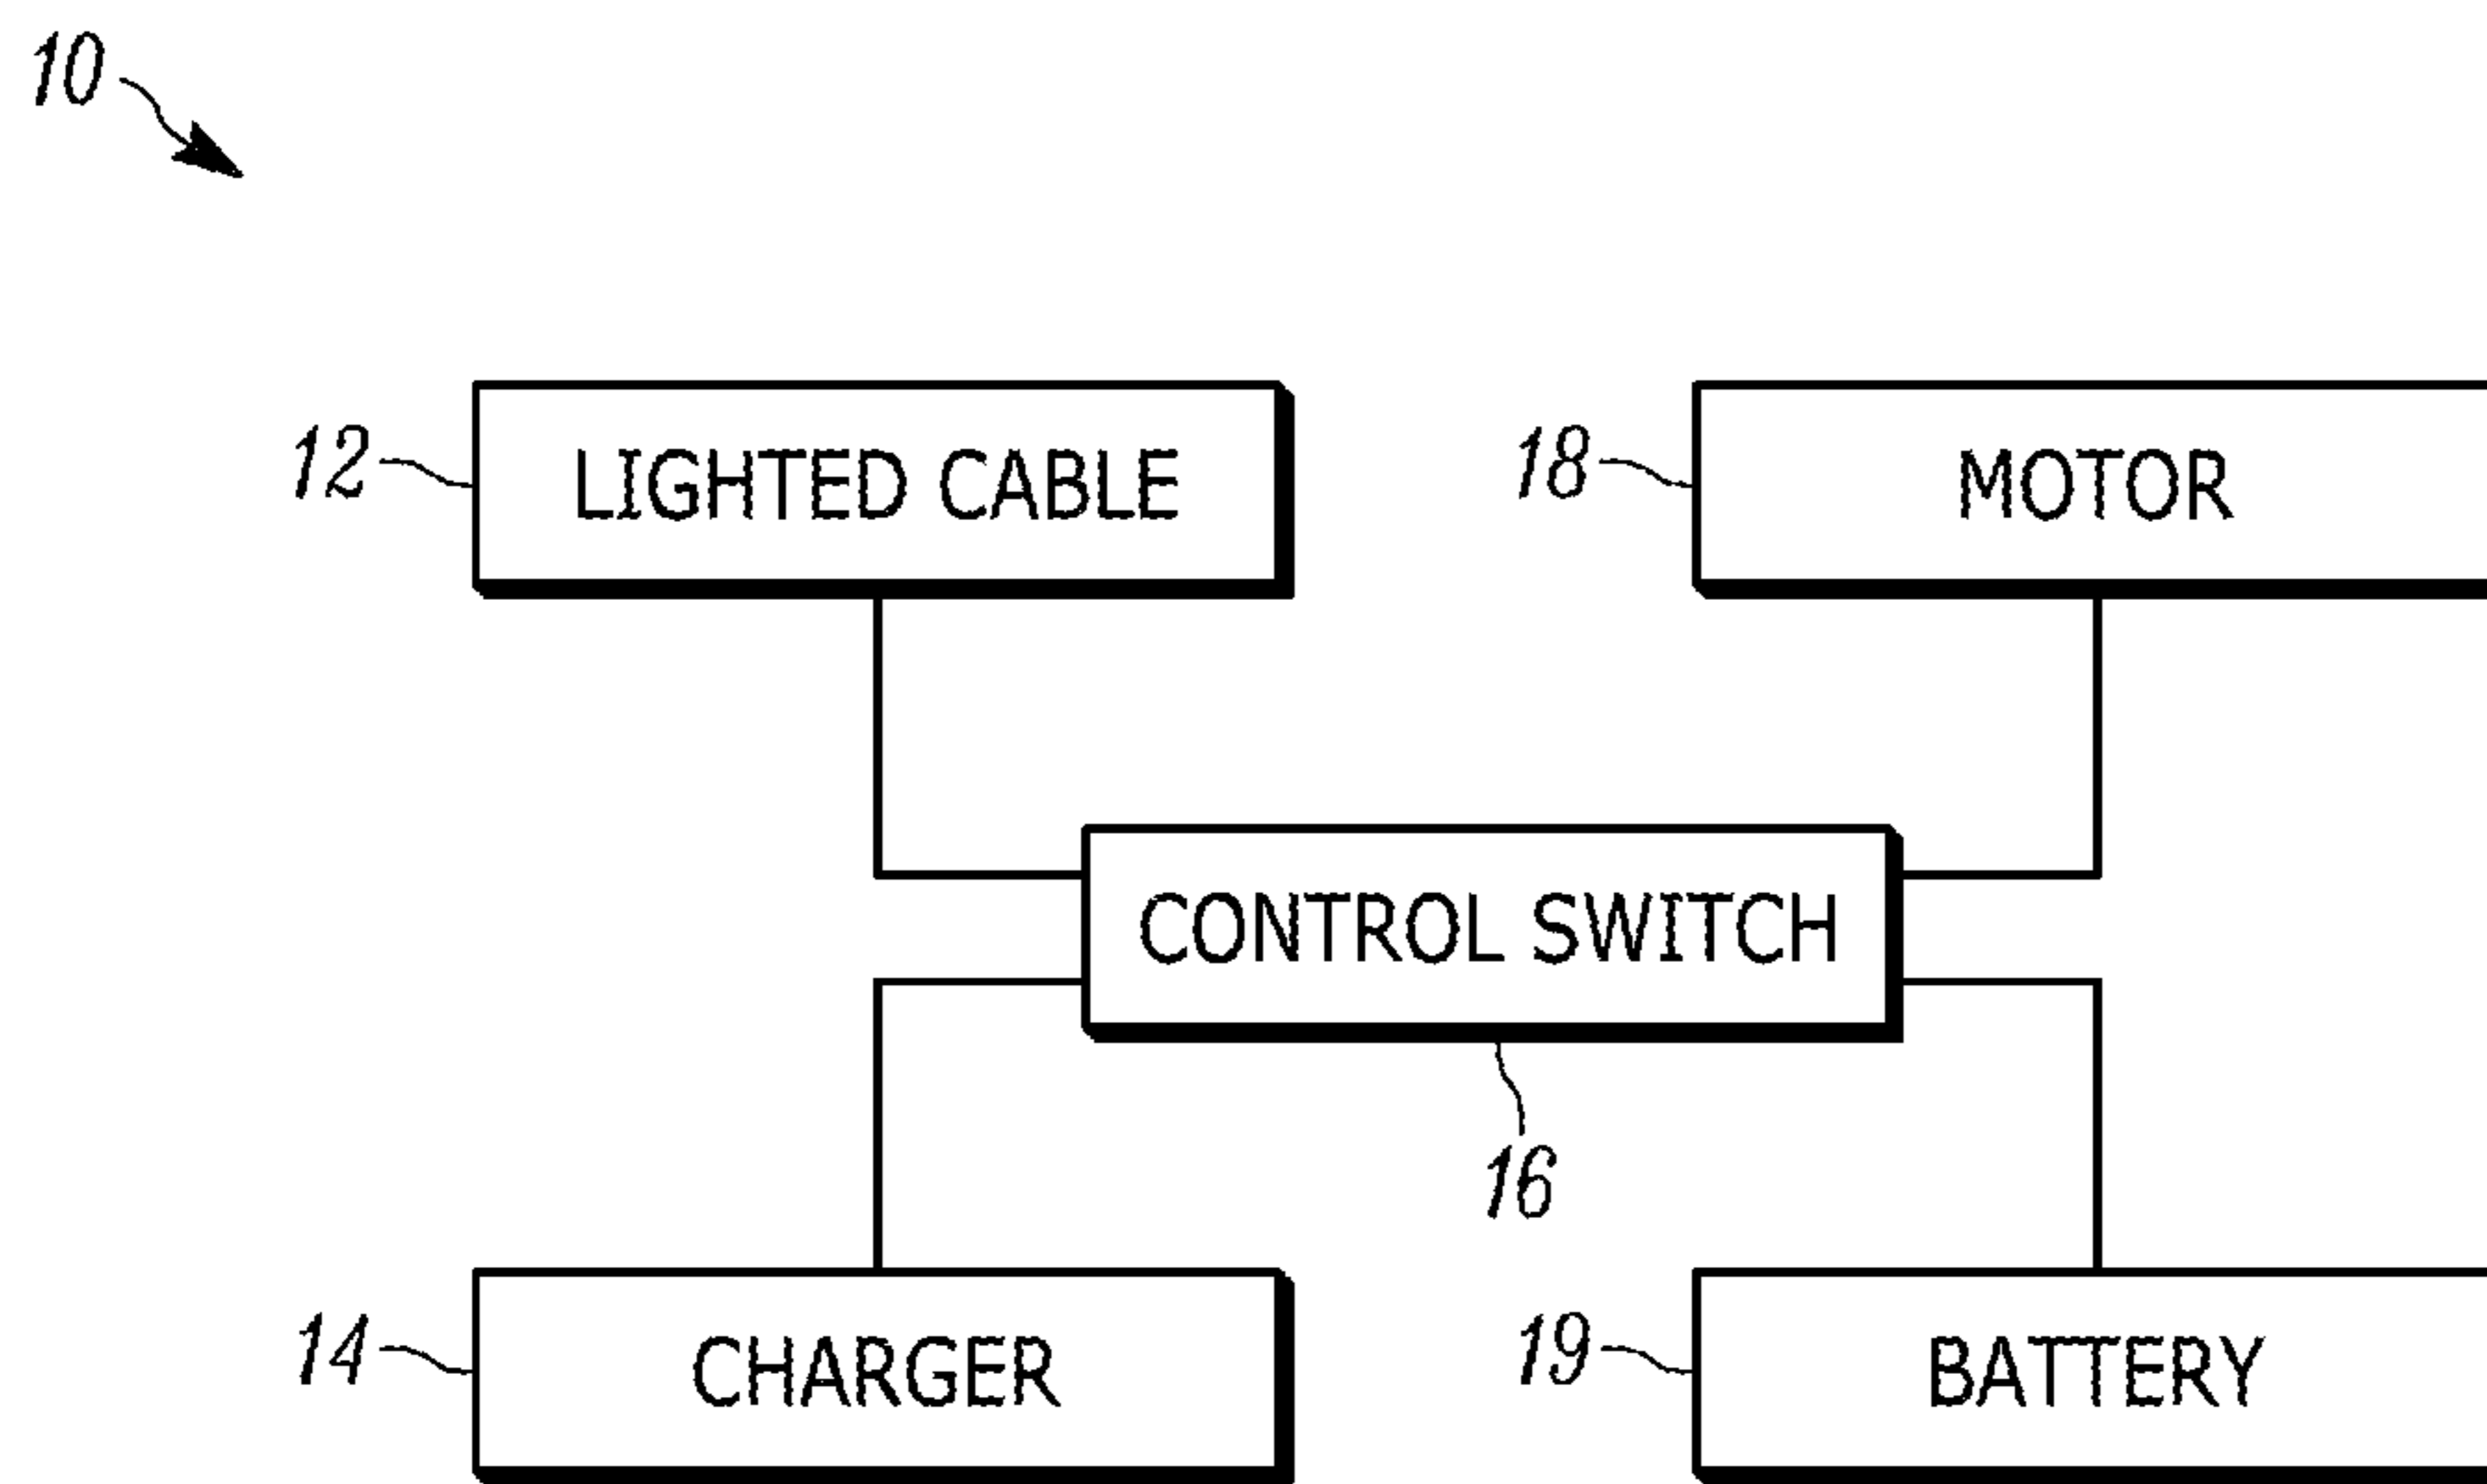 10
12 LIGHTED CABLE
18 MOTOR
CONTROL SWITCH
16
14 CHARGER
19 BATTERY